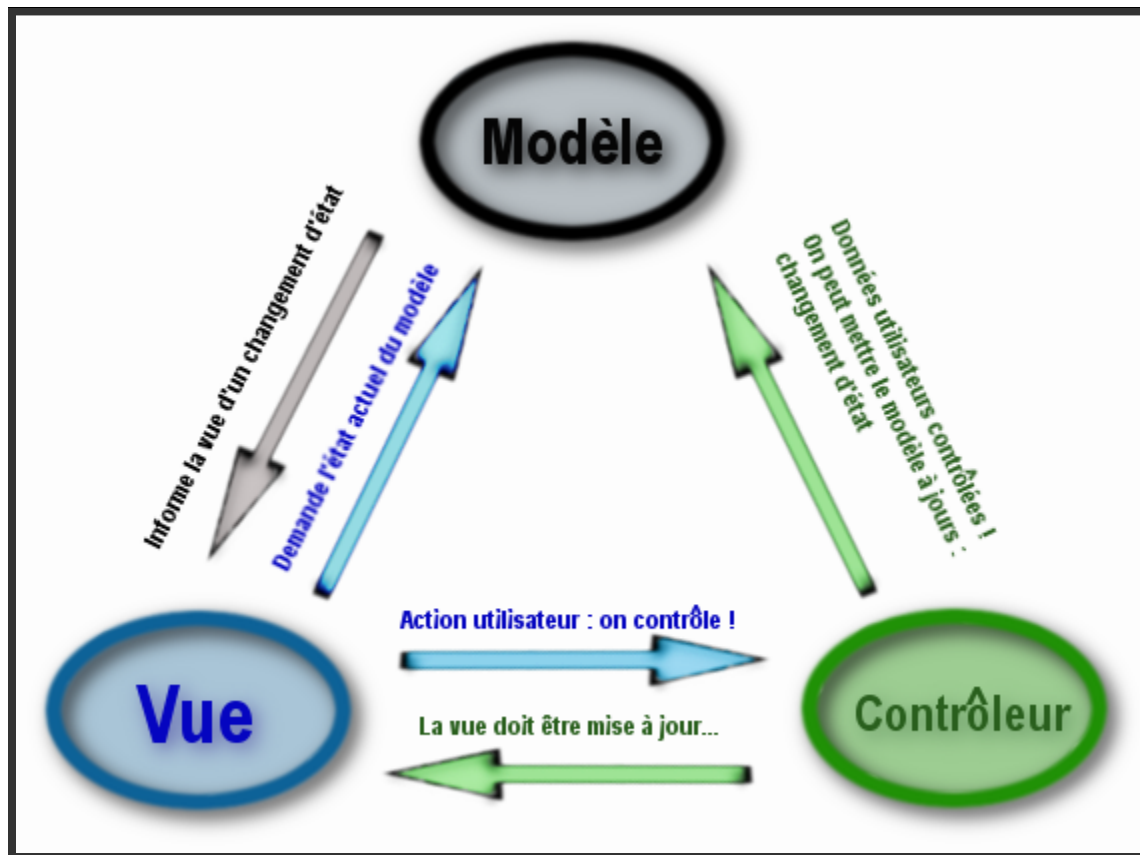 Modèle
Informe la vue d'un changement d'état
Demande l'état actuel du modèle
Données utilisateurs contrôlées !
On peut mettre le modèle à jours :
changement d'état
Action utilisateur : on contrôle !
Vue
Contrôleur
La vue doit être mise à jour...